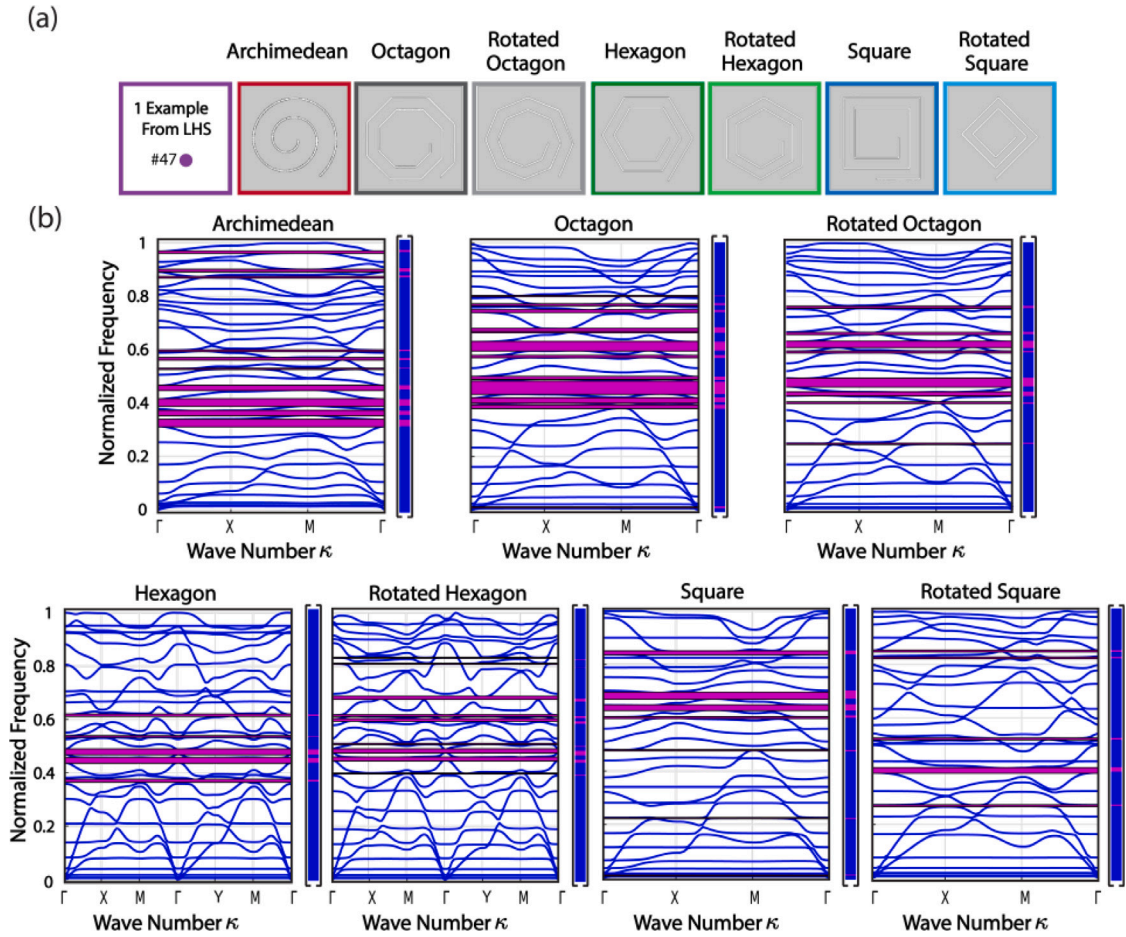 (a)
Archimedean
Octagon
Rotated
Octagon
Hexagon
Rotated
Hexagon
Square
Rotated
Square
1 Example
From LHS
#47
(b)
Archimedean
Octagon
Rotated Octagon
Normalized Frequency
1
0.8
0.6
0.4
0.2
0
Γ X M Γ
Γ X M Γ
Γ X M Γ
Wave Number κ
Wave Number κ
Wave Number κ
Hexagon
Rotated Hexagon
Square
Rotated Square
Normalized Frequency
1
0.8
0.6
0.4
0.2
0
Γ X M Γ Y M Γ
Γ X M Γ Y M Γ
Γ X M Γ
Γ X M Γ
Wave Number κ
Wave Number κ
Wave Number κ
Wave Number κ